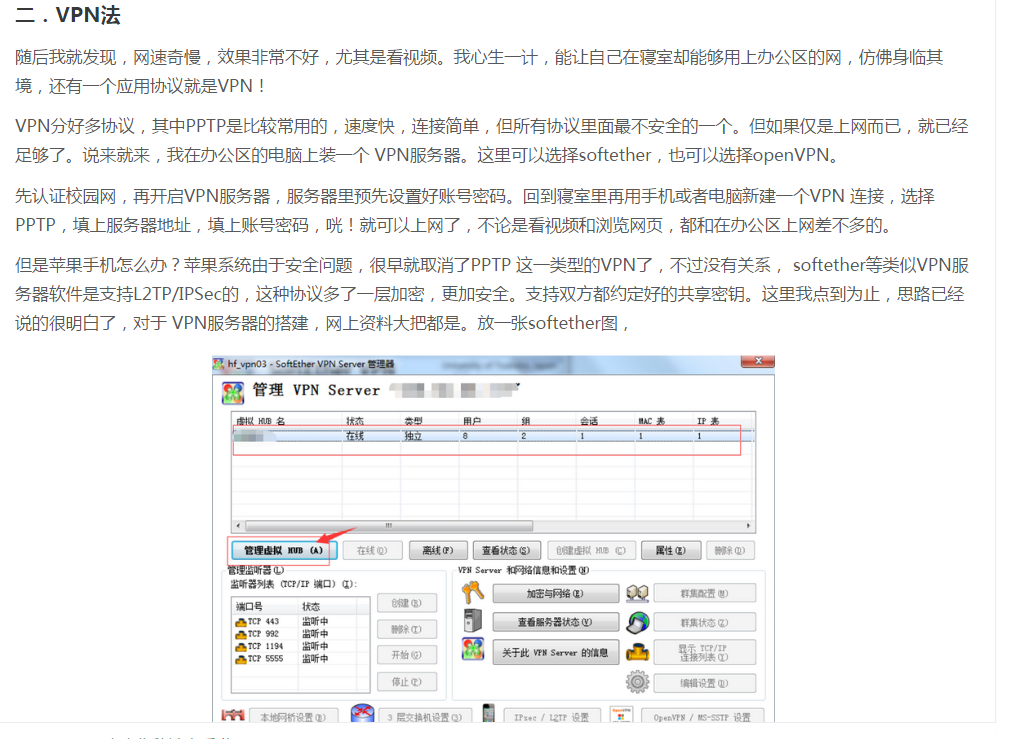 二．VPN法
随后我就发现，网速奇慢，效果非常不好，尤其是看视频。我心生一计，能让自己在寝室却能够用上办公区的网，仿佛身临其
境，还有一个应用协议就是VPN！
VPN分好多协议，其中PPTP是比较常用的，速度快，连接简单，但所有协议里面最不安全的一个。但如果仅是上网而已，就已经
足够了。说来就来，我在办公区的电脑上装一个 VPN服务器。这里可以选择softether，也可以选择openVPN。
先认证校园网，再开启VPN服务器，服务器里预先设置好账号密码。回到寝室里再用手机或者电脑新建一个VPN 连接，选择
PPTP，填上服务器地址，填上账号密码，咣！就可以上网了，不论是看视频和浏览网页，都和在办公区上网差不多的。
但是苹果手机怎么办？苹果系统由于安全问题，很早就取消了PPTP 这一类型的VPN了，不过没有关系， softether等类似VPN服
务器软件是支持L2TP/IPSec的，这种协议多了一层加密，更加安全。支持双方都约定好的共享密钥。这里我点到为止，思路已经
说的很明白了，对于 VPN服务器的搭建，网上资料大把都是。放一张softether图，
hf_vpn03 - SoftEther VPN Server 管理器
管理 VPN Server
虚拟 HUB 名 状态 类型 用户 组 会话 MAC 表 IP 表
在线 独立 8 2 1 1 1
管理虚拟 HUB (A) 在线(O) 离线(F) 查看状态(S) 创建虚拟 HUB (C) 属性(E) 删除(D)
管理监听器(L) VPN Server 和网络信息和设置(N)
监听器列表 (TCP/IP 端口) (I):
端口号 状态
TCP 443 监听中
TCP 992 监听中
TCP 1194 监听中
TCP 5555 监听中
创建(B)
删除(T)
开始(G)
停止(L)
加密与网络(E) 群集配置(W)
查看服务器状态(V) 群集状态(Z)
关于此 VPN Server 的信息 显示 TCP/IP
连接列表(Y)
编辑设置(D)
本地网桥设置(B) 3 层交换机设置(C) IPsec / L2TP 设置 OpenVPN / MS-SSTP 设置